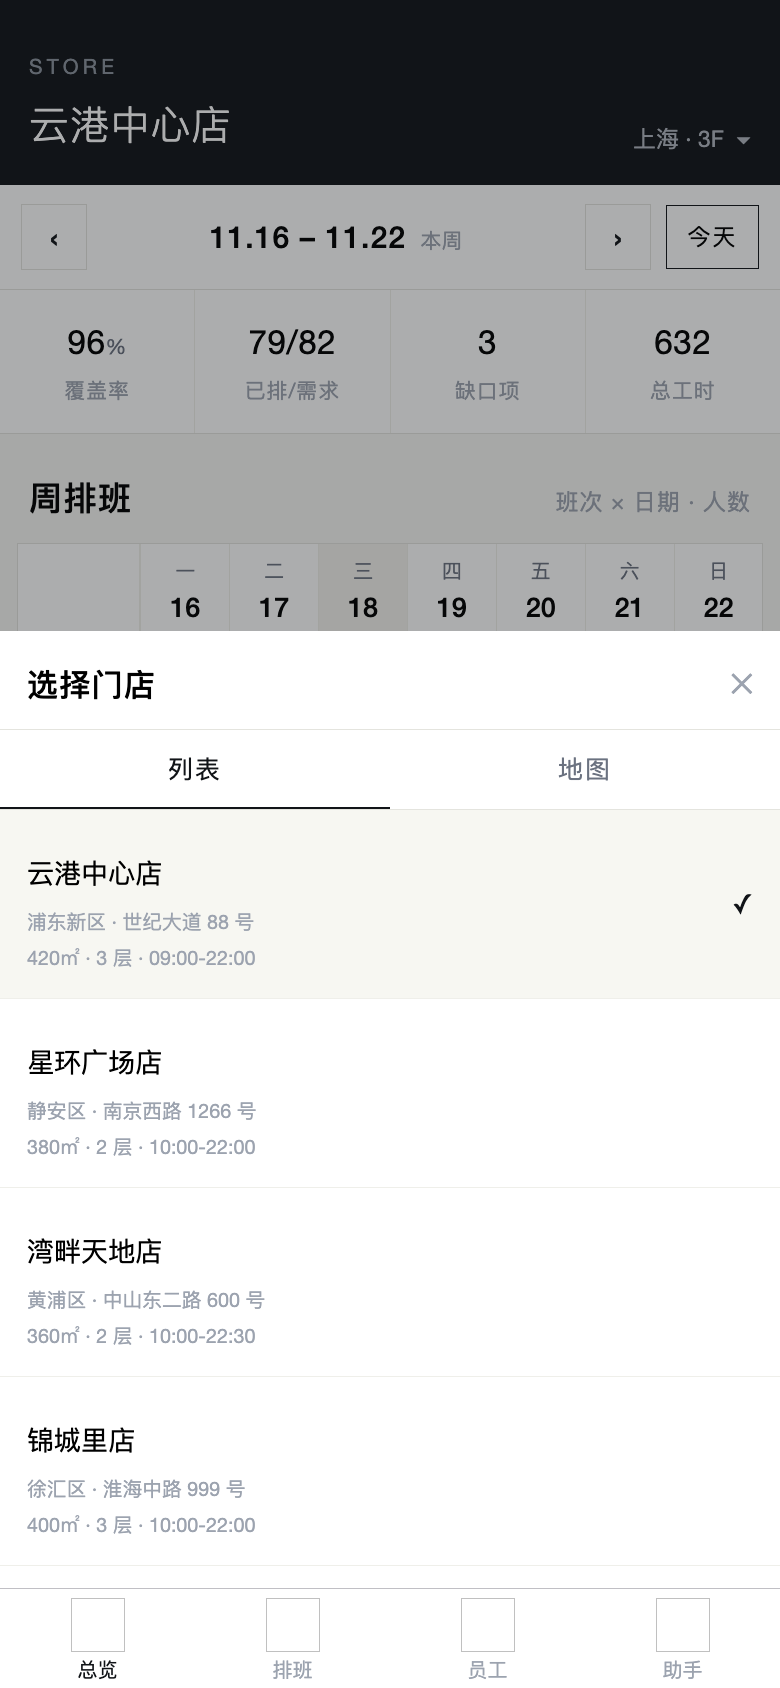 STORE
云港中心店
上海 · 3F
‹ 11.16 – 11.22 本周 › 今天
96% 79/82 3 632
覆盖率 已排/需求 缺口项 总工时
周排班 班次 × 日期 · 人数
一 二 三 四 五 六 日
16 17 18 19 20 21 22
选择门店
列表 地图
云港中心店
浦东新区 · 世纪大道 88 号
420㎡ · 3 层 · 09:00-22:00
星环广场店
静安区 · 南京西路 1266 号
380㎡ · 2 层 · 10:00-22:00
湾畔天地店
黄浦区 · 中山东二路 600 号
360㎡ · 2 层 · 10:00-22:30
锦城里店
徐汇区 · 淮海中路 999 号
400㎡ · 3 层 · 10:00-22:00
总览 排班 员工 助手